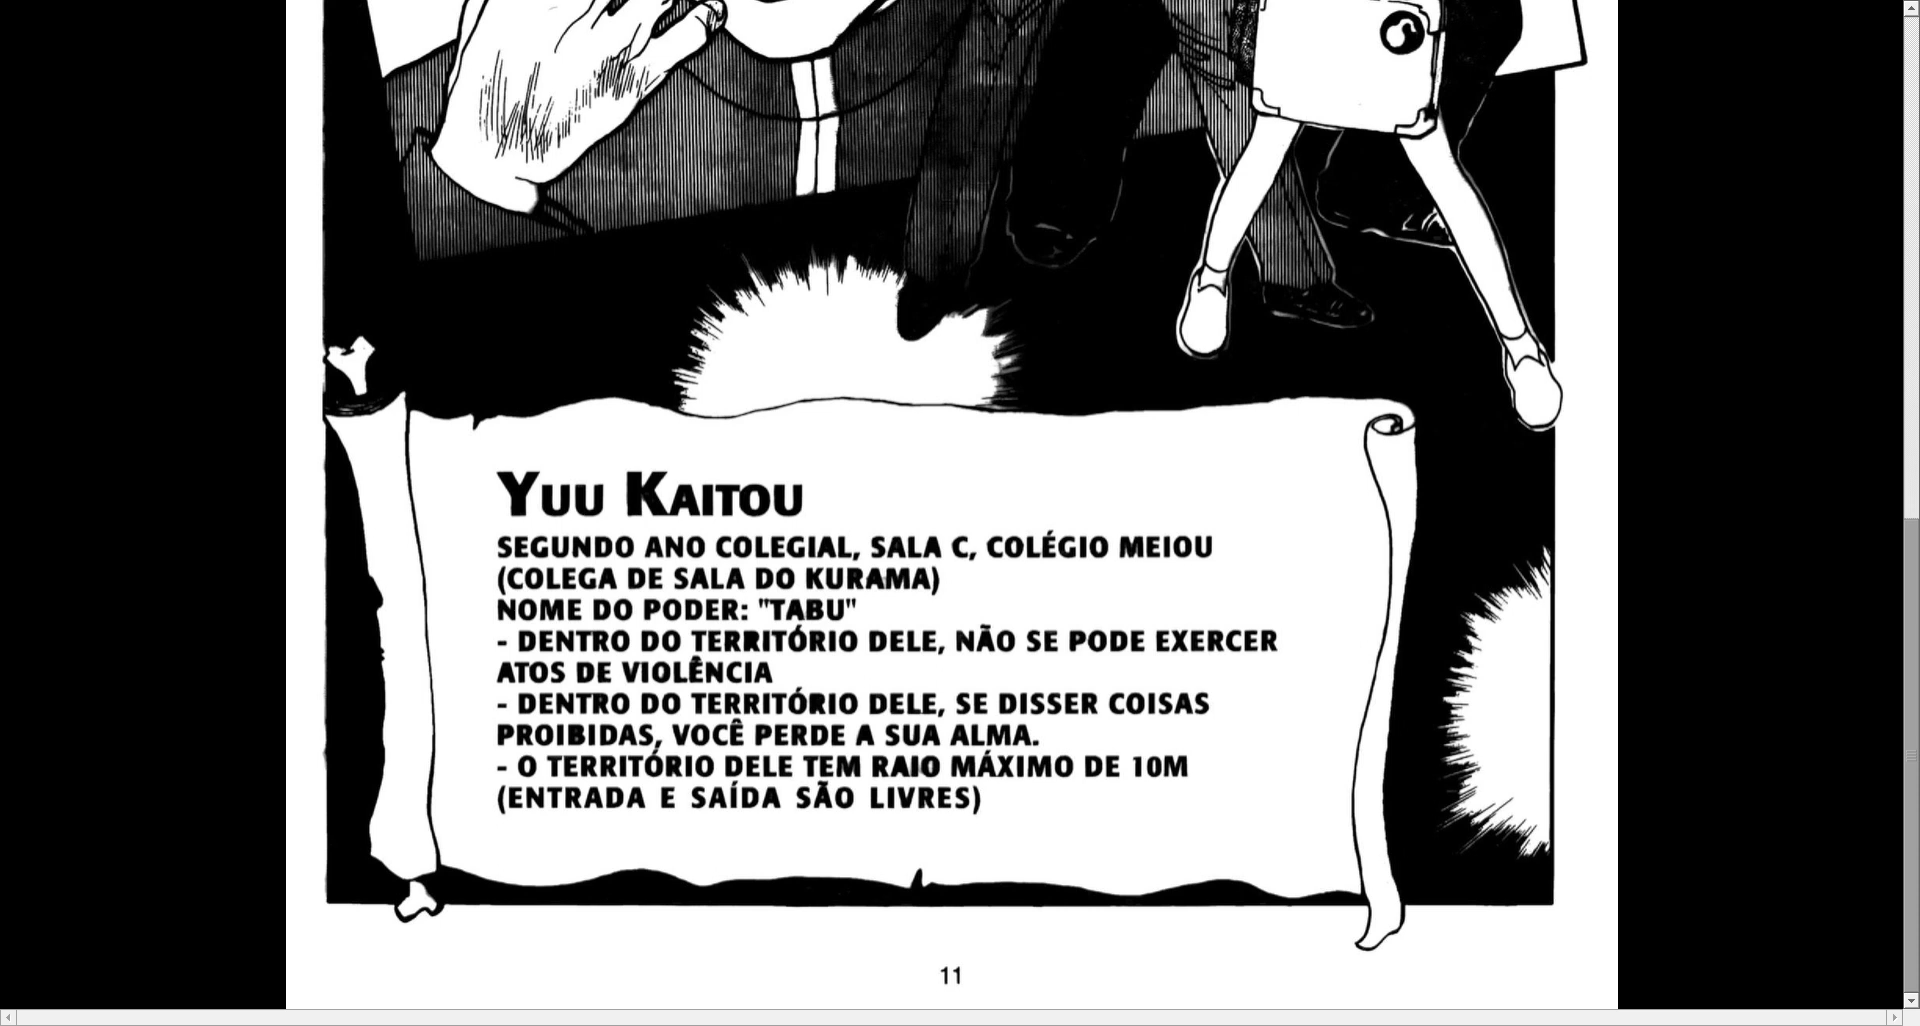 YUU KAITOU
SEGUNDO ANO COLEGIAL, SALA C, COLÉGIO MEIOU
(COLEGA DE SALA DO KURAMA)
NOME DO PODER: "TABU"
- DENTRO DO TERRITÓRIO DELE, NÃO SE PODE EXERCER
ATOS DE VIOLÊNCIA
- DENTRO DO TERRITÓRIO DELE, SE DISSER COISAS
PROIBIDAS, VOCÊ PERDE A SUA ALMA.
- O TERRITÓRIO DELE TEM RAIO MÁXIMO DE 10M
(ENTRADA E SAÍDA SÃO LIVRES)
11